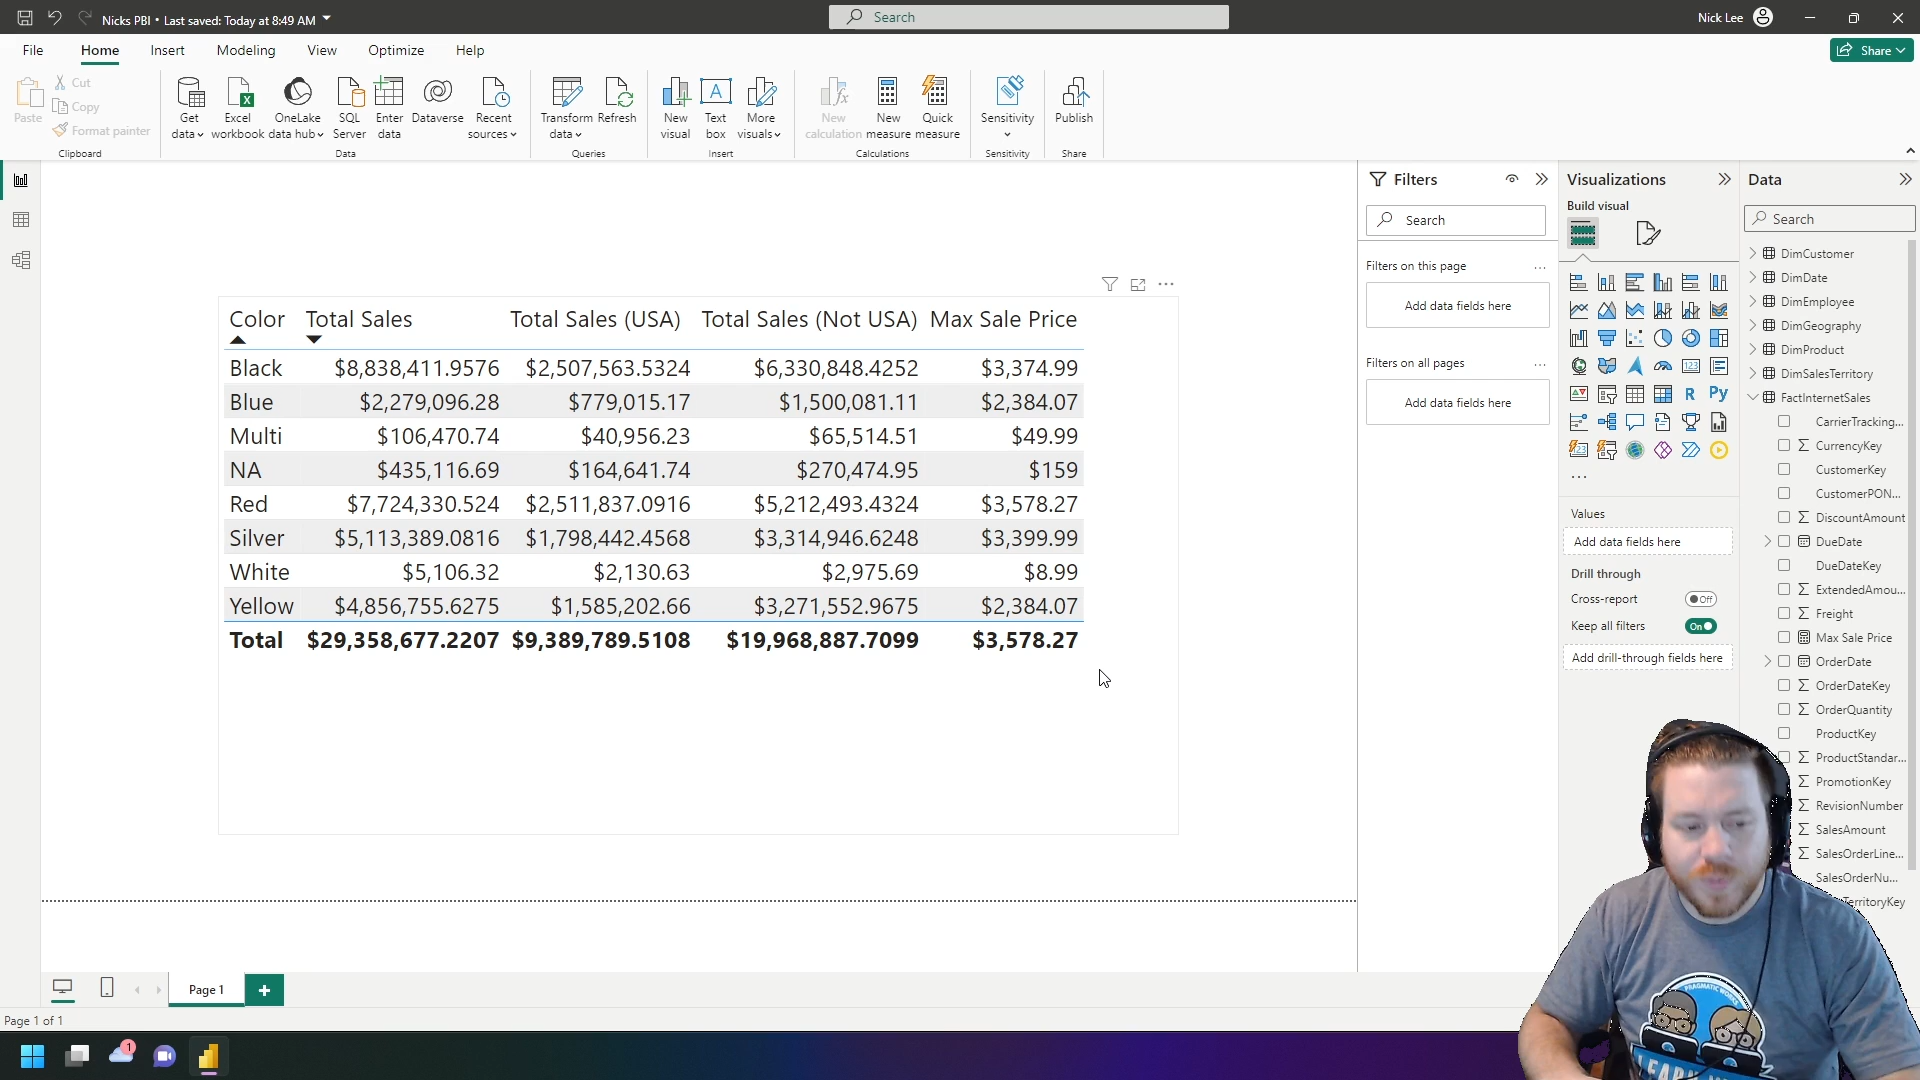 Nicks PBI • Last saved: Today at 8:49 AM
Search
Nick Lee
File
Home
Insert
Modeling
View
Optimize
Help
Share
Paste
Cut
Copy
Format painter
Clipboard
Get data
Excel workbook
OneLake data hub
SQL Server
Enter data
Dataverse
Recent sources
Data
Transform data
Refresh
Queries
New visual
Text box
More visuals
Insert
New calculation
New measure
Quick measure
Calculations
Sensitivity
Sensitivity
Publish
Share
Color Total Sales Total Sales (USA) Total Sales (Not USA) Max Sale Price
Black $8,838,411.9576 $2,507,563.5324 $6,330,848.4252 $3,374.99
Blue $2,279,096.28 $779,015.17 $1,500,081.11 $2,384.07
Multi $106,470.74 $40,956.23 $65,514.51 $49.99
NA $435,116.69 $164,641.74 $270,474.95 $159
Red $7,724,330.524 $2,511,837.0916 $5,212,493.4324 $3,578.27
Silver $5,113,389.0816 $1,798,442.4568 $3,314,946.6248 $3,399.99
White $5,106.32 $2,130.63 $2,975.69 $8.99
Yellow $4,856,755.6275 $1,585,202.66 $3,271,552.9675 $2,384.07
Total $29,358,677.2207 $9,389,789.5108 $19,968,887.7099 $3,578.27
Filters
Search
Filters on this page ...
Add data fields here
Filters on all pages ...
Add data fields here
Visualizations
Build visual
R
Py
123
...
Values
Add data fields here
Drill through
Cross-report Off
Keep all filters On
Add drill-through fields here
Data
Search
DimCustomer
DimDate
DimEmployee
DimGeography
DimProduct
DimSalesTerritory
FactInternetSales
CarrierTracking...
CurrencyKey
CustomerKey
CustomerPON...
DiscountAmount
DueDate
DueDateKey
ExtendedAmou...
Freight
Max Sale Price
OrderDate
OrderDateKey
OrderQuantity
ProductKey
ProductStandar...
PromotionKey
RevisionNumber
SalesAmount
SalesOrderLine...
SalesOrderNu...
TerritoryKey
PRAGMATIC WORKS
Page 1
Page 1 of 1
1